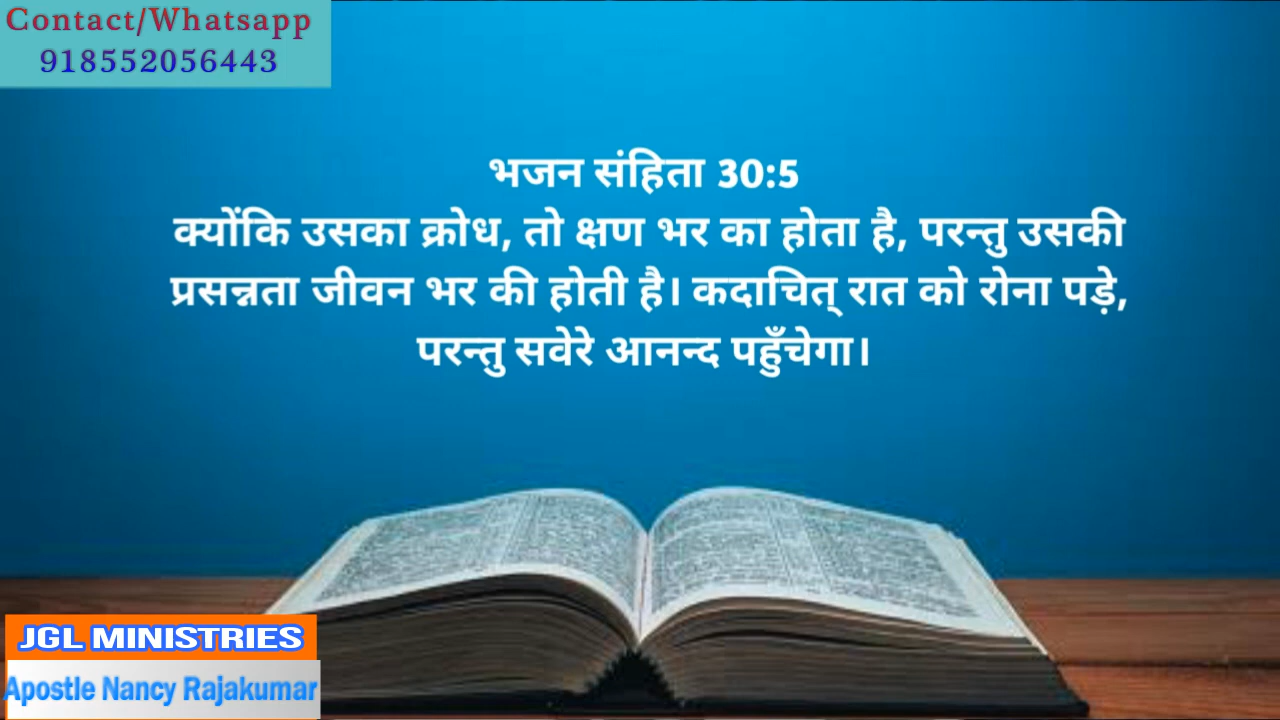 Contact/Whatsapp
918552056443
भजन संहिता 30:5
क्योंकि उसका क्रोध, तो क्षण भर का होता है, परन्तु उसकी
प्रसन्नता जीवन भर की होती है। कदाचित् रात को रोना पड़े,
परन्तु सवेरे आनन्द पहुँचेगा।
JGL MINISTRIES
Apostle Nancy Rajakumar